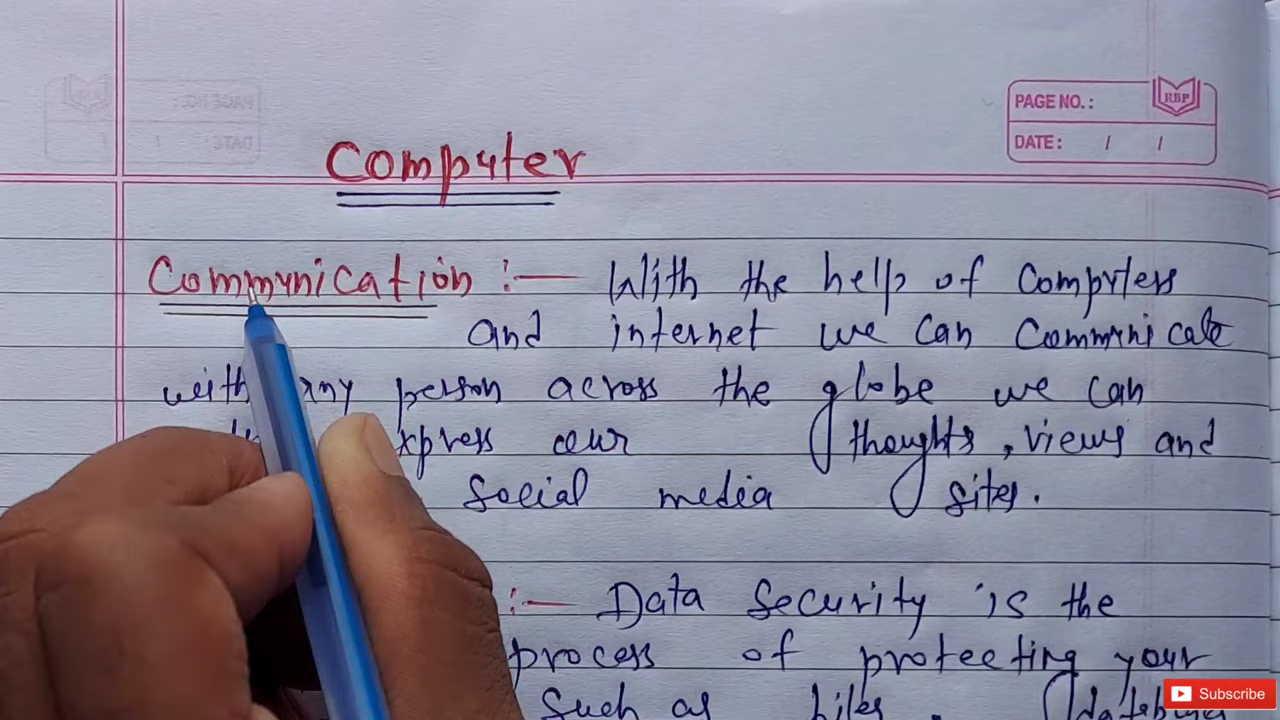 PAGE NO. :
RBP
DATE : / /
Computer
Communication :— With the help of Computers
and internet we can Communicate
with any person across the globe we can
express our thoughts, views and
social media sites.
:— Data Security is the
process of protecting your
such as files,
Subscribe